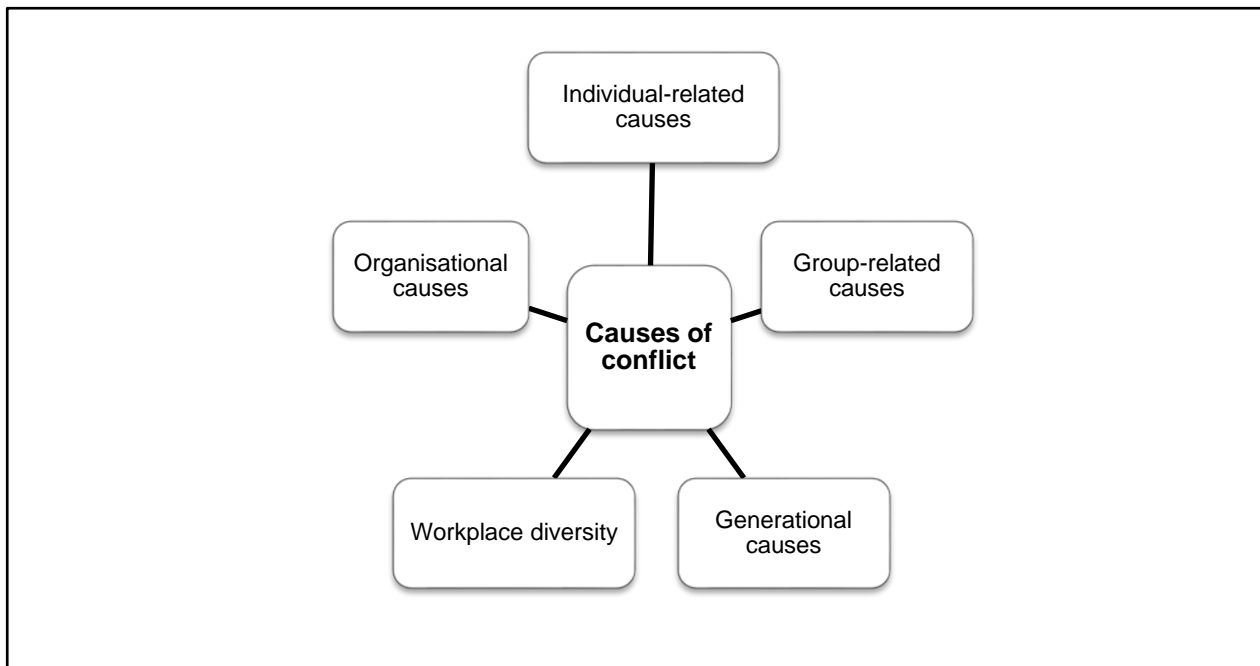 Individual-related
causes
Organisational
causes
Group-related
causes
Causes of
conflict
Workplace diversity
Generational
causes